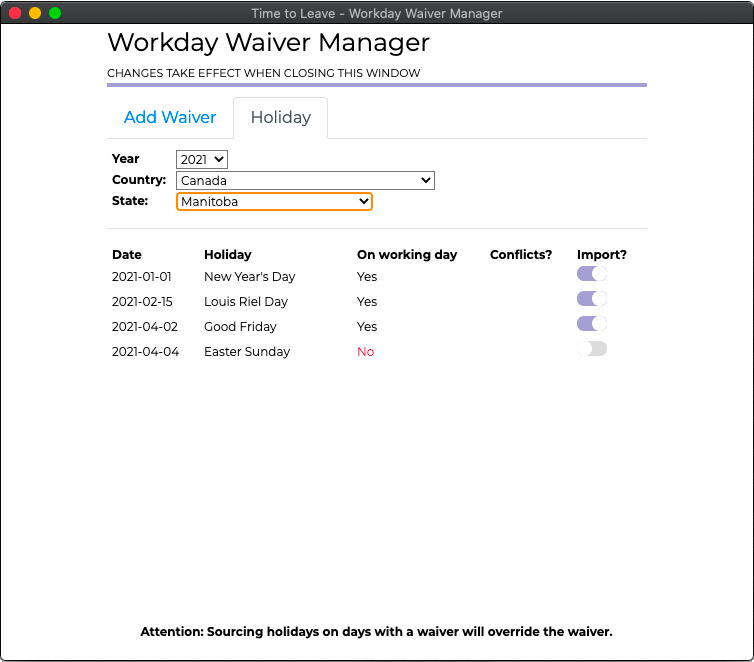 Time to Leave - Workday Waiver Manager
Workday Waiver Manager
CHANGES TAKE EFFECT WHEN CLOSING THIS WINDOW
Add Waiver Holiday
Year 2021
Country: Canada
State: Manitoba
Date Holiday On working day Conflicts? Import?
2021-01-01 New Year's Day Yes
2021-02-15 Louis Riel Day Yes
2021-04-02 Good Friday Yes
2021-04-04 Easter Sunday No
Attention: Sourcing holidays on days with a waiver will override the waiver.